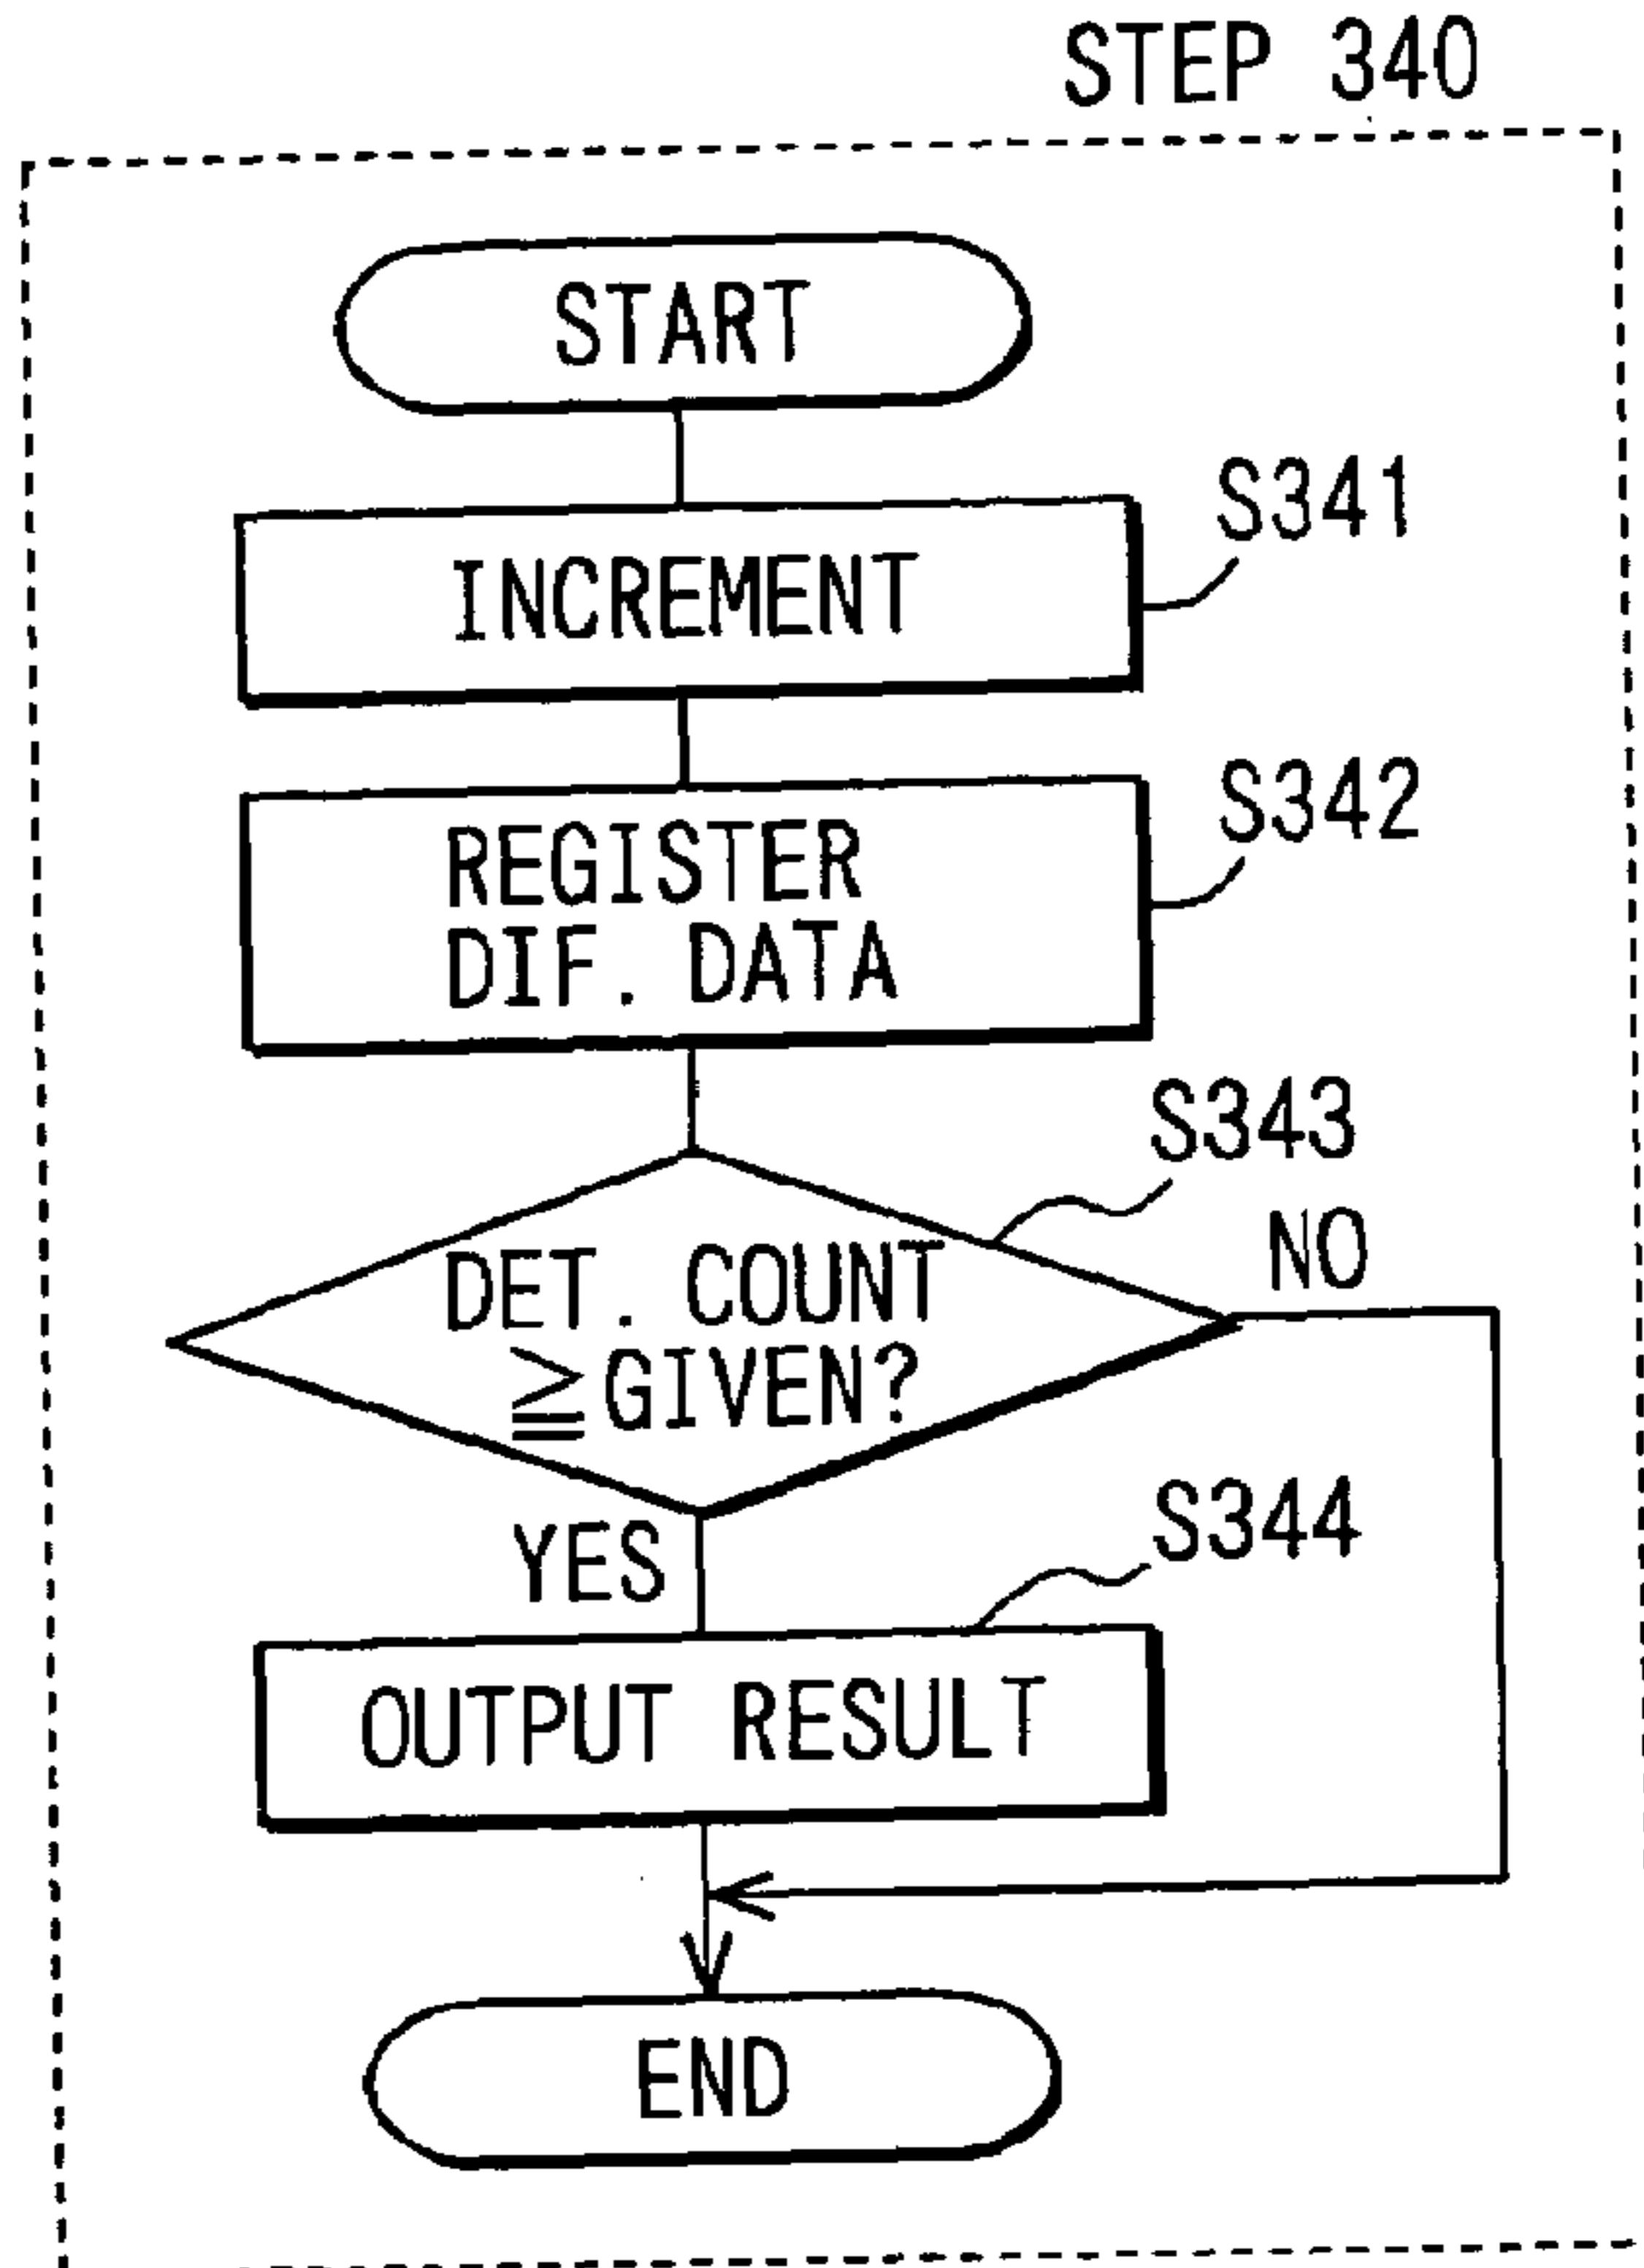 STEP 340
START
INCREMENT
S341
REGISTER
DIF. DATA
S342
S343
DET. COUNT
≧GIVEN?
NO
YES
S344
OUTPUT RESULT
END